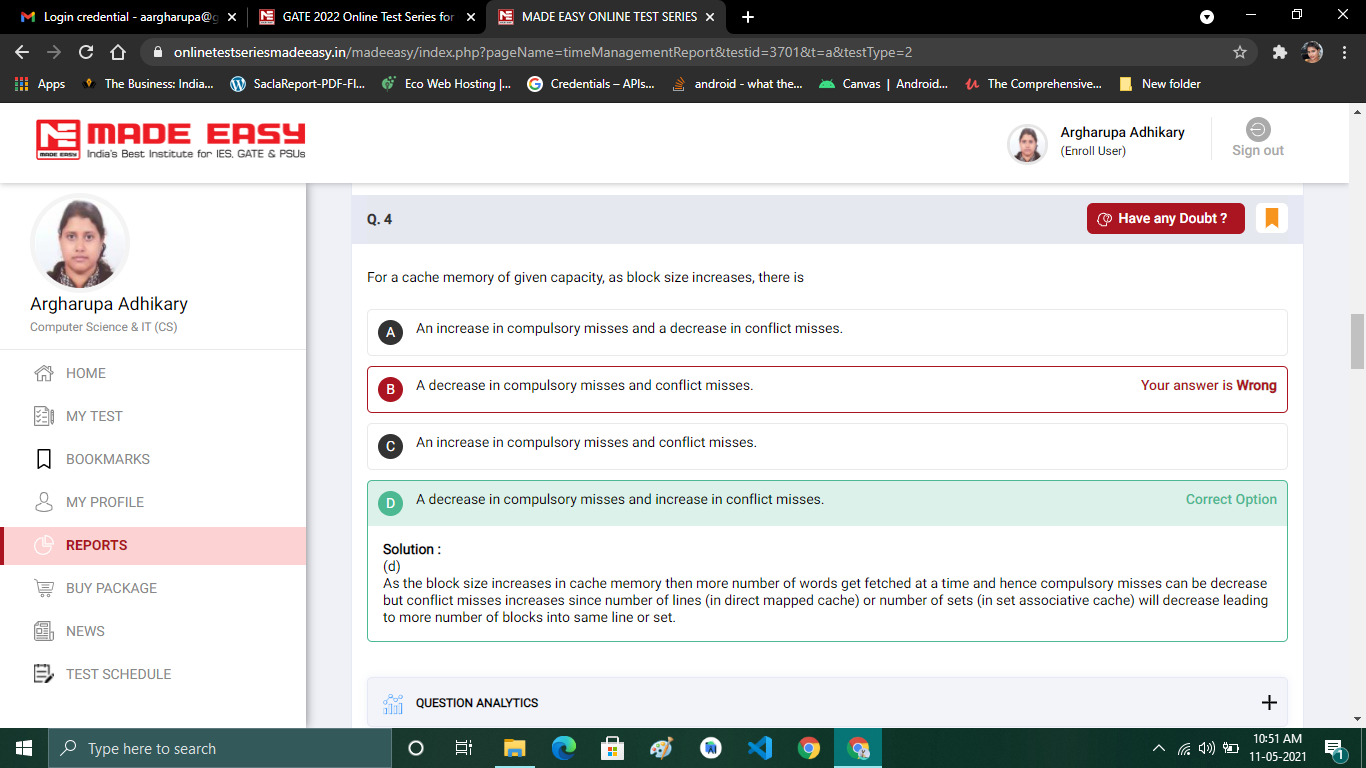 Login credential - aargharupa@g
GATE 2022 Online Test Series for
MADE EASY ONLINE TEST SERIES
onlinetestseriesmadeeasy.in/madeeasy/index.php?pageName=timeManagementReport&testid=3701&t=a&testType=2
Apps
The Business: India...
SaclaReport-PDF-Fl...
Eco Web Hosting |...
Credentials – APIs...
android - what the...
Canvas | Android...
The Comprehensive...
New folder
MADE EASY
MADE EASY
India's Best Institute for IES, GATE & PSUs
Argharupa Adhikary
(Enroll User)
Sign out
Argharupa Adhikary
Computer Science & IT (CS)
HOME
MY TEST
BOOKMARKS
MY PROFILE
REPORTS
BUY PACKAGE
NEWS
TEST SCHEDULE
Q. 4
Have any Doubt ?
For a cache memory of given capacity, as block size increases, there is
A An increase in compulsory misses and a decrease in conflict misses.
B A decrease in compulsory misses and conflict misses. Your answer is Wrong
C An increase in compulsory misses and conflict misses.
D A decrease in compulsory misses and increase in conflict misses. Correct Option
Solution :
(d)
As the block size increases in cache memory then more number of words get fetched at a time and hence compulsory misses can be decrease
but conflict misses increases since number of lines (in direct mapped cache) or number of sets (in set associative cache) will decrease leading
to more number of blocks into same line or set.
QUESTION ANALYTICS
Type here to search
10:51 AM
11-05-2021
1